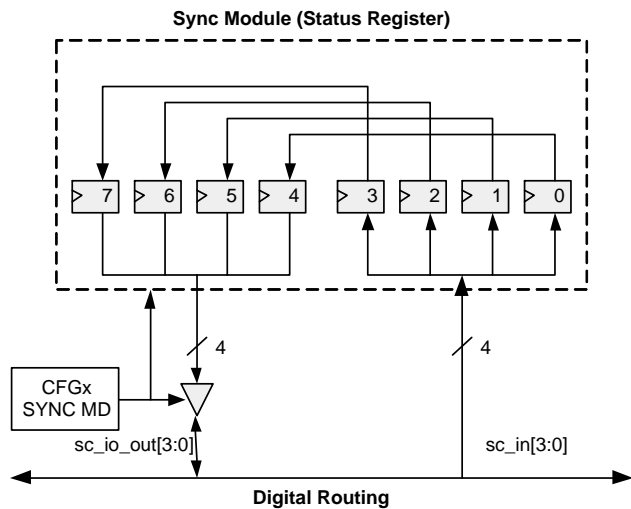 Sync Module (Status Register)
7 6 5 4 3 2 1 0
4 4
CFGx
SYNC MD
sc_io_out[3:0] sc_in[3:0]
Digital Routing